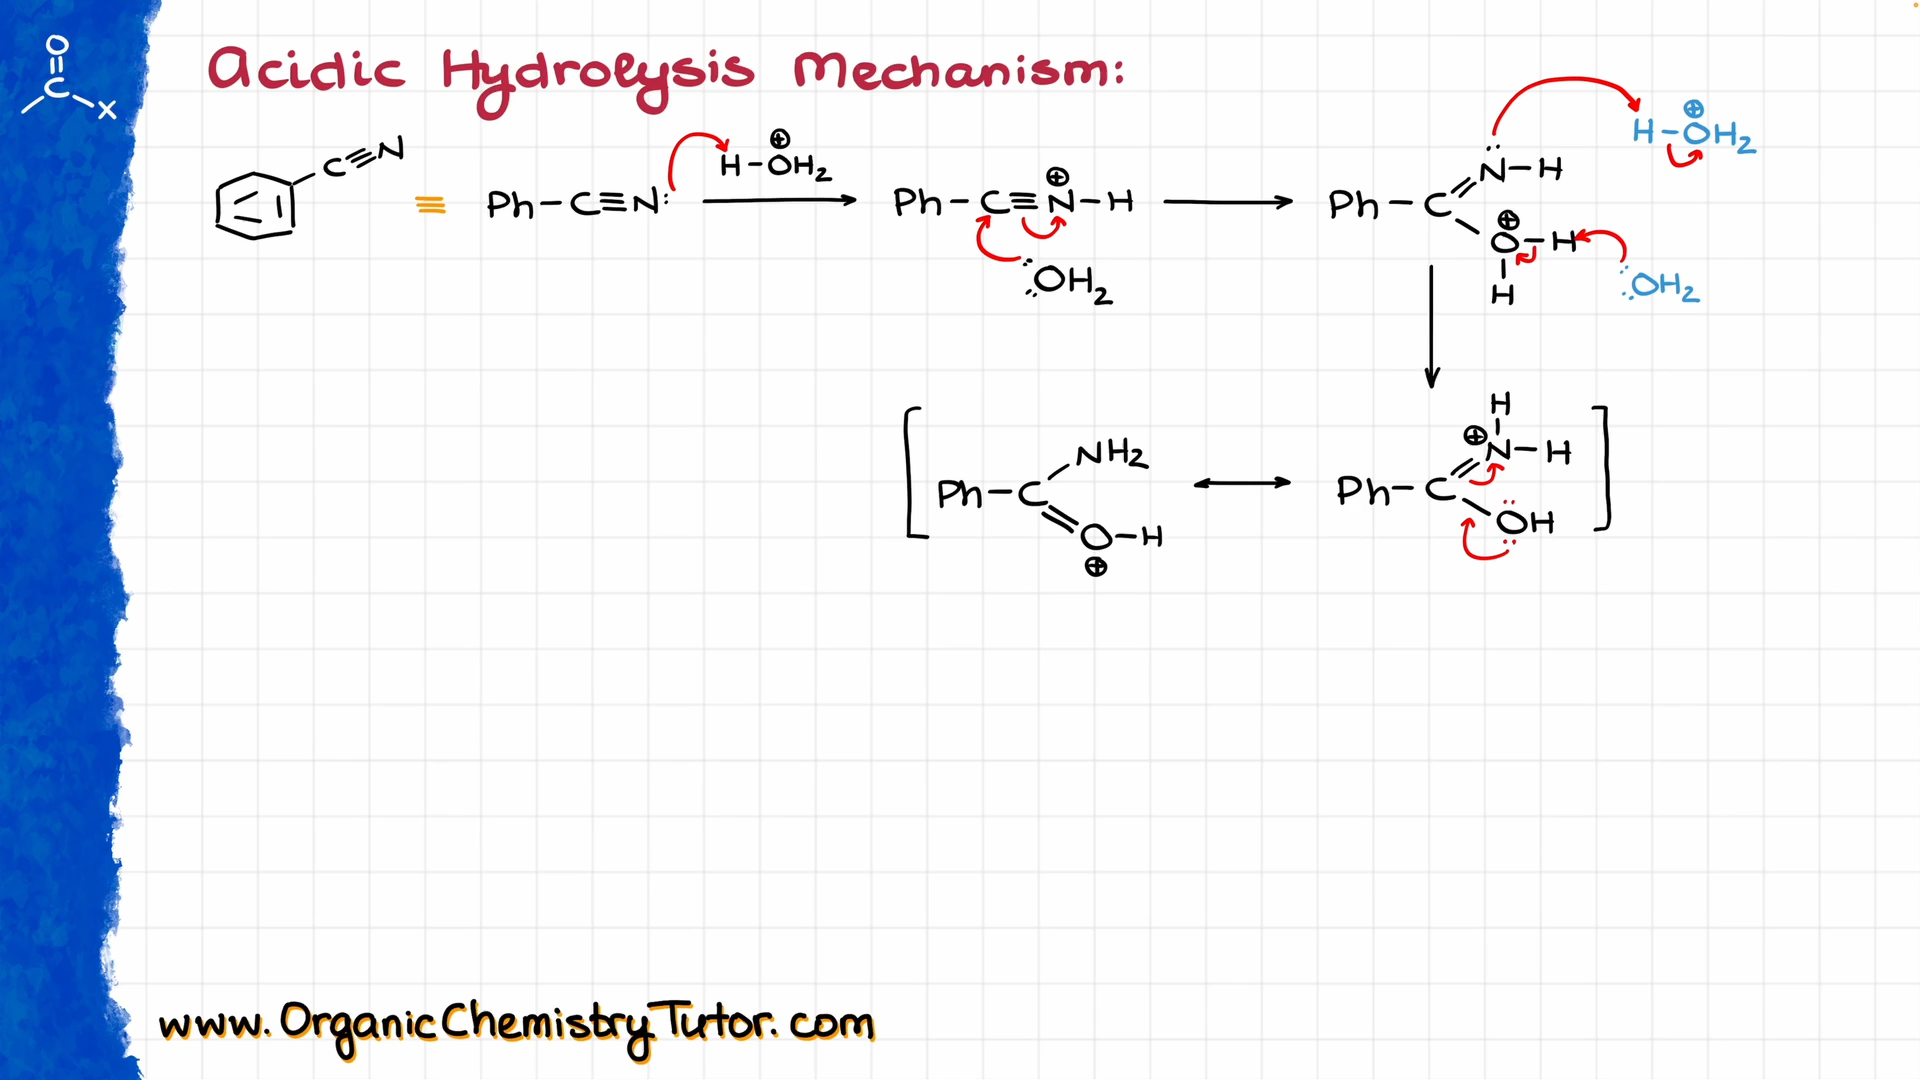 Acidic Hydrolysis Mechanism:
O
C
X
C≡N
≡
Ph-C≡N:
H-OH₂
⊕
Ph-C≡N-H
⊕
:OH₂
Ph-C
N-H
O-H
⊕
H
H-OH₂
⊕
:OH₂
Ph-C
NH₂
O-H
⊕
Ph-C
H
⊕
N-H
OH
www.OrganicChemistryTutor.com